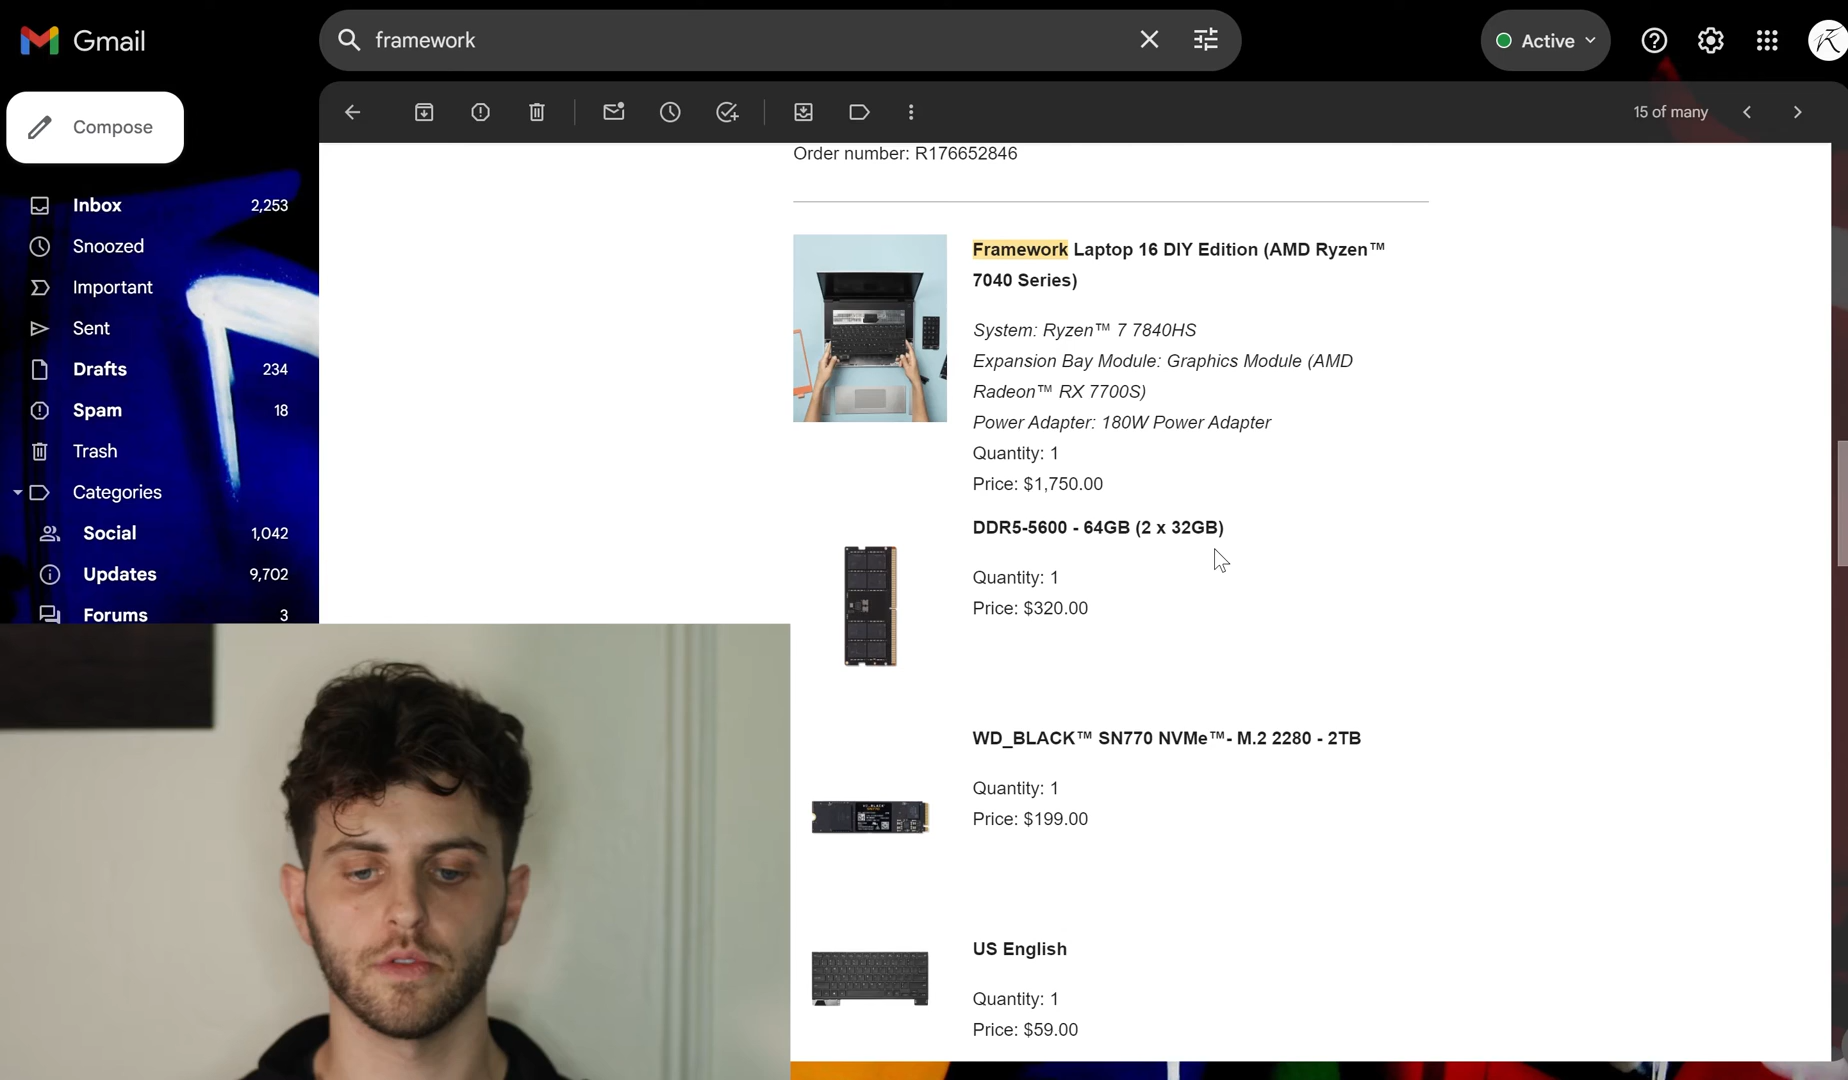 Gmail
framework
Active
Compose
15 of many
Inbox 2,253
Snoozed
Important
Sent
Drafts 234
Spam 18
Trash
Categories
Social 1,042
Updates 9,702
Forums 3
Order number: R176652846
Framework Laptop 16 DIY Edition (AMD Ryzen™
7040 Series)
System: Ryzen™ 7 7840HS
Expansion Bay Module: Graphics Module (AMD
Radeon™ RX 7700S)
Power Adapter: 180W Power Adapter
Quantity: 1
Price: $1,750.00
DDR5-5600 - 64GB (2 x 32GB)
Quantity: 1
Price: $320.00
WD_BLACK™ SN770 NVMe™- M.2 2280 - 2TB
Quantity: 1
Price: $199.00
US English
Quantity: 1
Price: $59.00